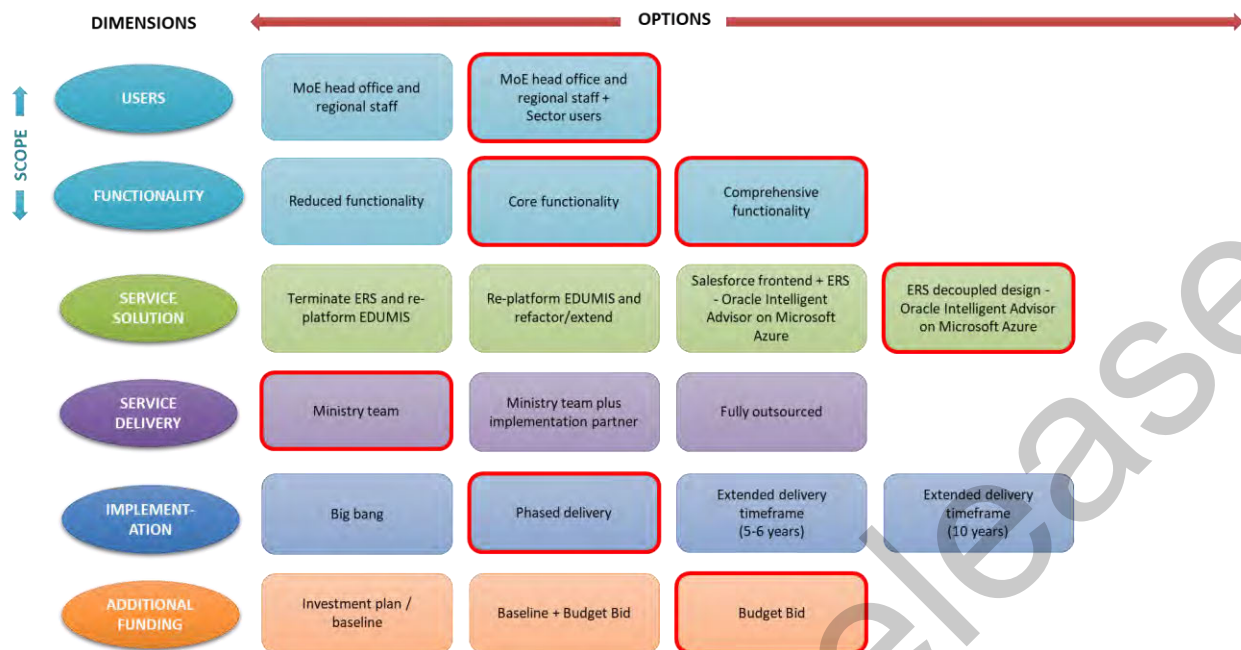 DIMENSIONS
OPTIONS
SCOPE
USERS
MoE head office and
regional staff
MoE head office and
regional staff +
Sector users
FUNCTIONALITY
Reduced functionality
Core functionality
Comprehensive
functionality
SERVICE
SOLUTION
Terminate ERS and re-
platform EDUMIS
Re-platform EDUMIS and
refactor/extend
Salesforce frontend + ERS
- Oracle Intelligent
Advisor on Microsoft
Azure
ERS decoupled design -
Oracle Intelligent Advisor
on Microsoft Azure
SERVICE
DELIVERY
Ministry team
Ministry team plus
implementation partner
Fully outsourced
IMPLEMENT-
ATION
Big bang
Phased delivery
Extended delivery
timeframe
(5-6 years)
Extended delivery
timeframe
(10 years)
ADDITIONAL
FUNDING
Investment plan /
baseline
Baseline + Budget Bid
Budget Bid
elease